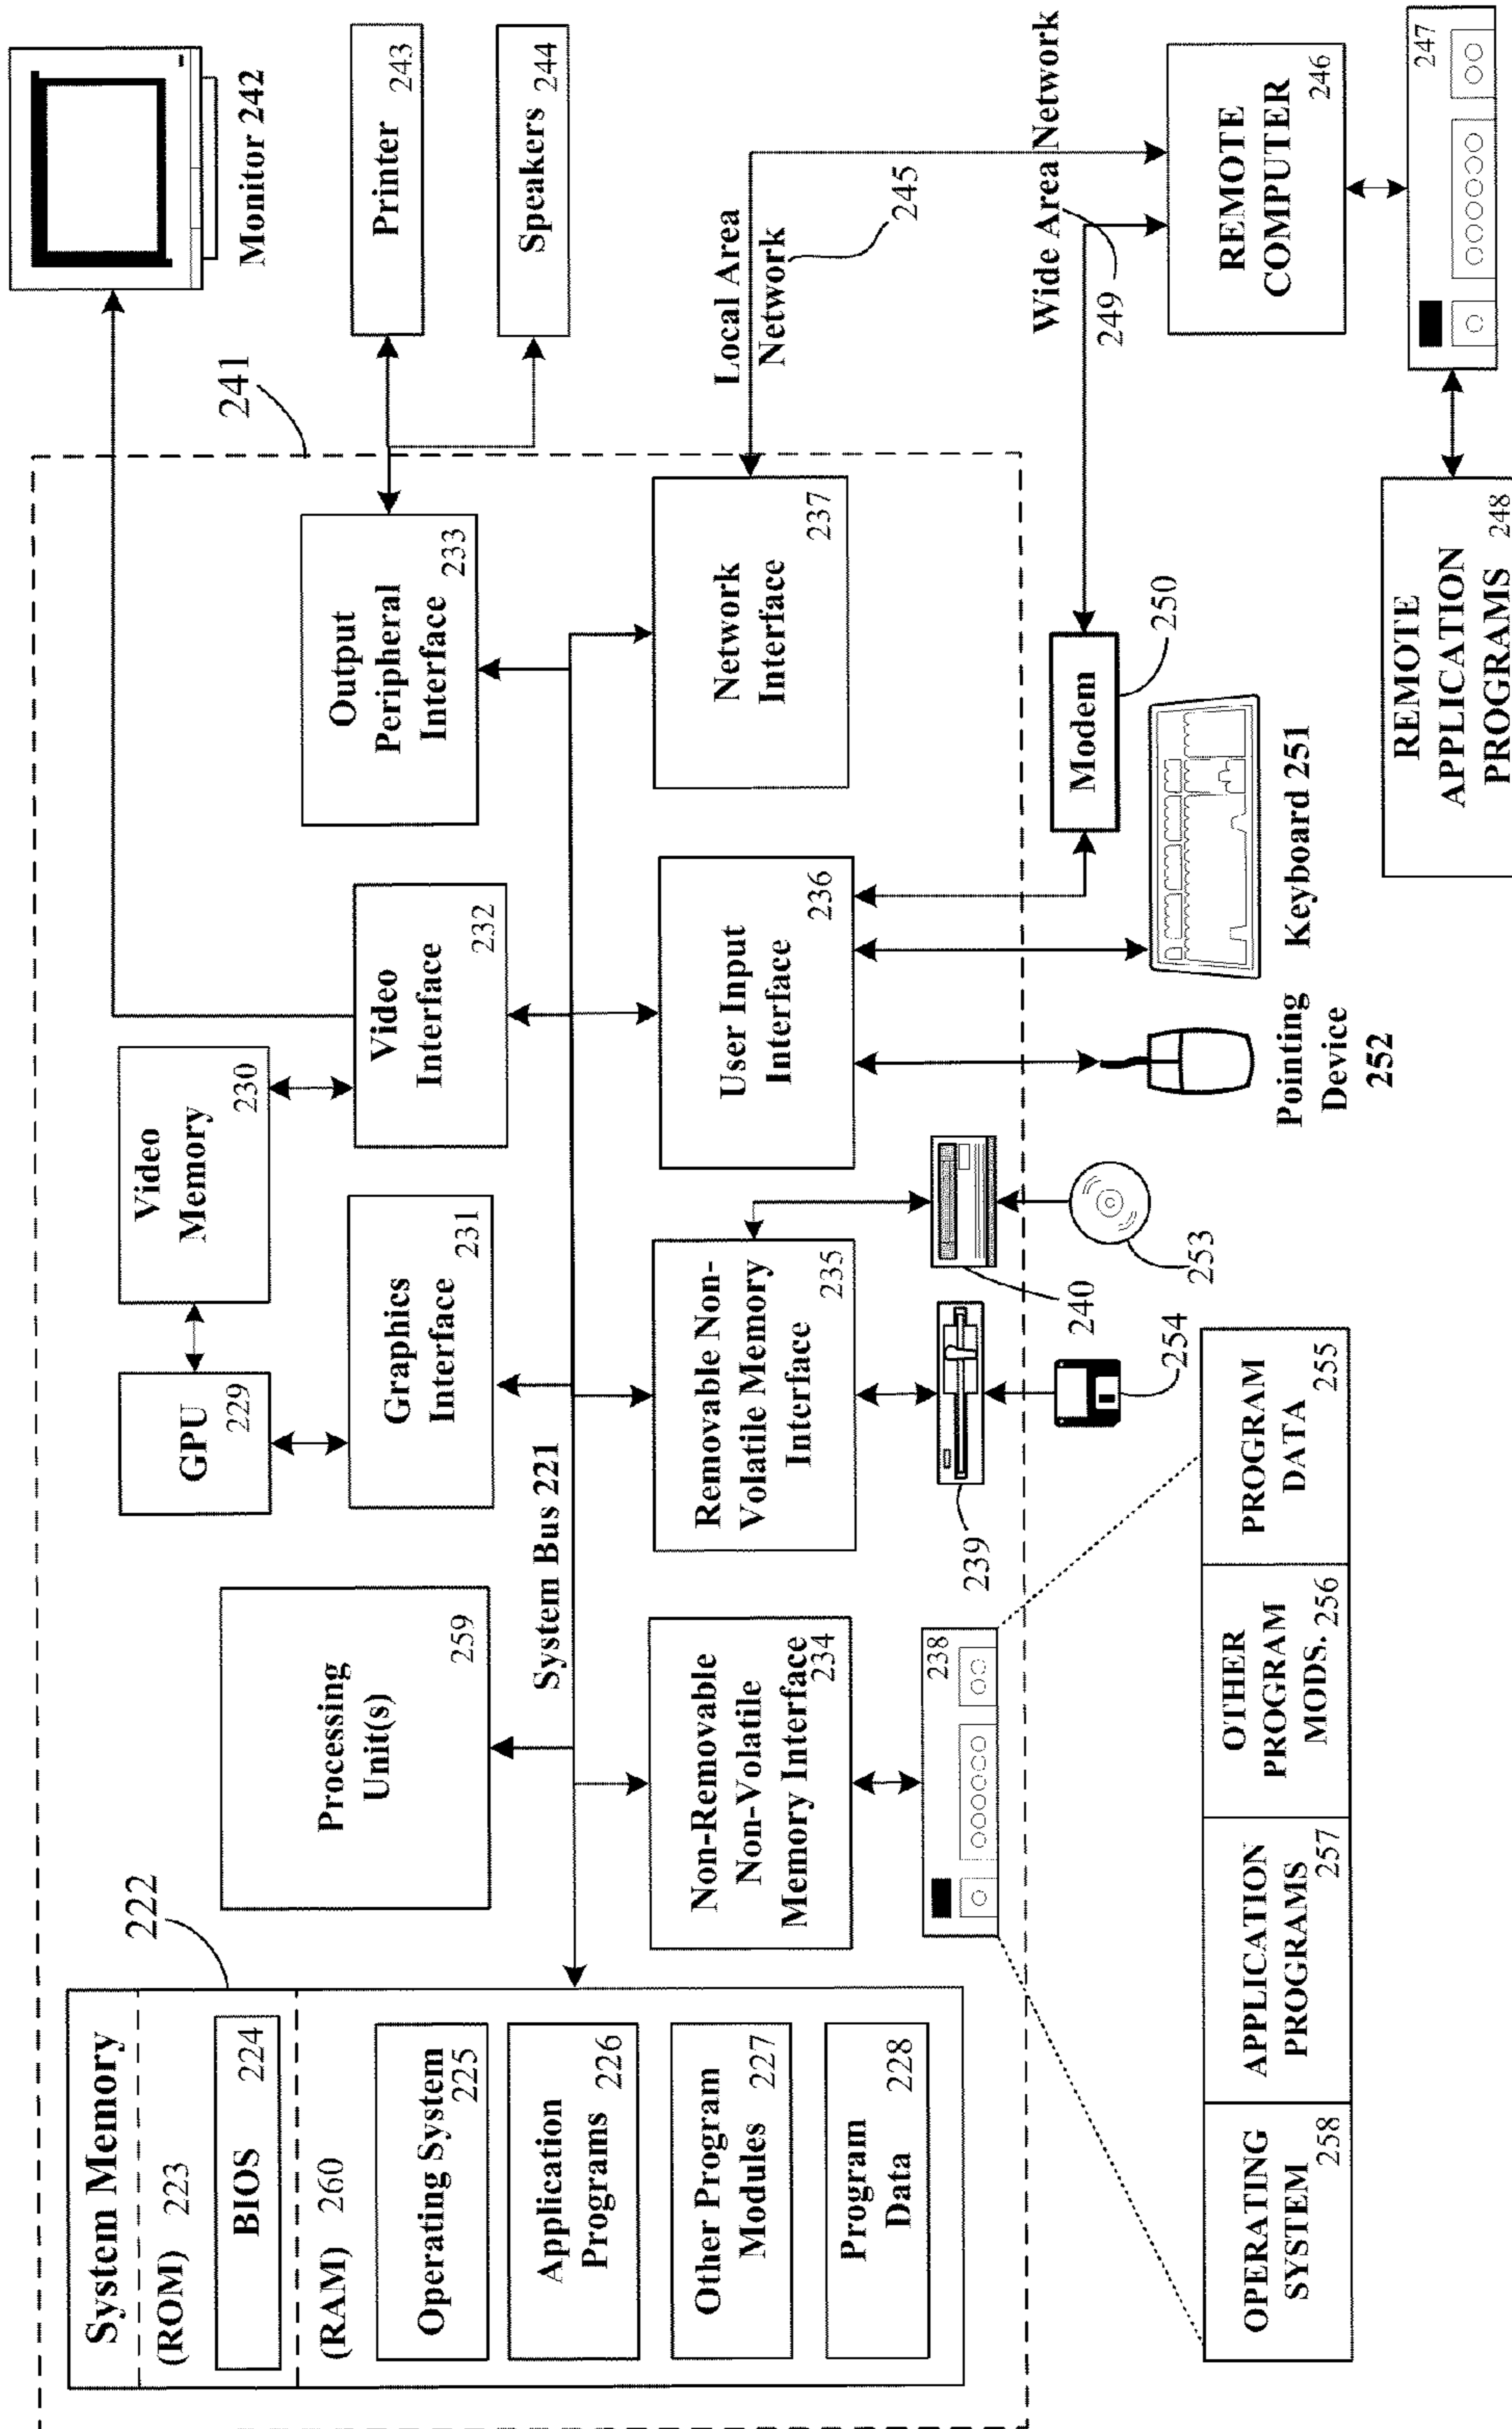 System Memory
(ROM) 223
BIOS
224
(RAM) 260
Operating System
225
Application
Programs 226
Other Program
Modules 227
Program
Data 228
222
Processing
Unit(s)
259
System Bus 221
GPU
229
Video
Memory
230
Graphics
Interface
231
Video
Interface
232
Output
Peripheral
Interface 233
241
Monitor 242
Printer
243
Speakers
244
Non-Removable
Non-Volatile
Memory Interface
234
Removable Non-
Volatile Memory
Interface
235
User Input
Interface
236
Network
Interface
237
Local Area
Network
245
238
239
240
254
253
Pointing
Device
252
Keyboard 251
Modem
250
Wide Area Network
249
REMOTE
COMPUTER
246
247
REMOTE
APPLICATION
PROGRAMS 248
OPERATING
SYSTEM
258
APPLICATION
PROGRAMS
257
OTHER
PROGRAM
MODS. 256
PROGRAM
DATA
255